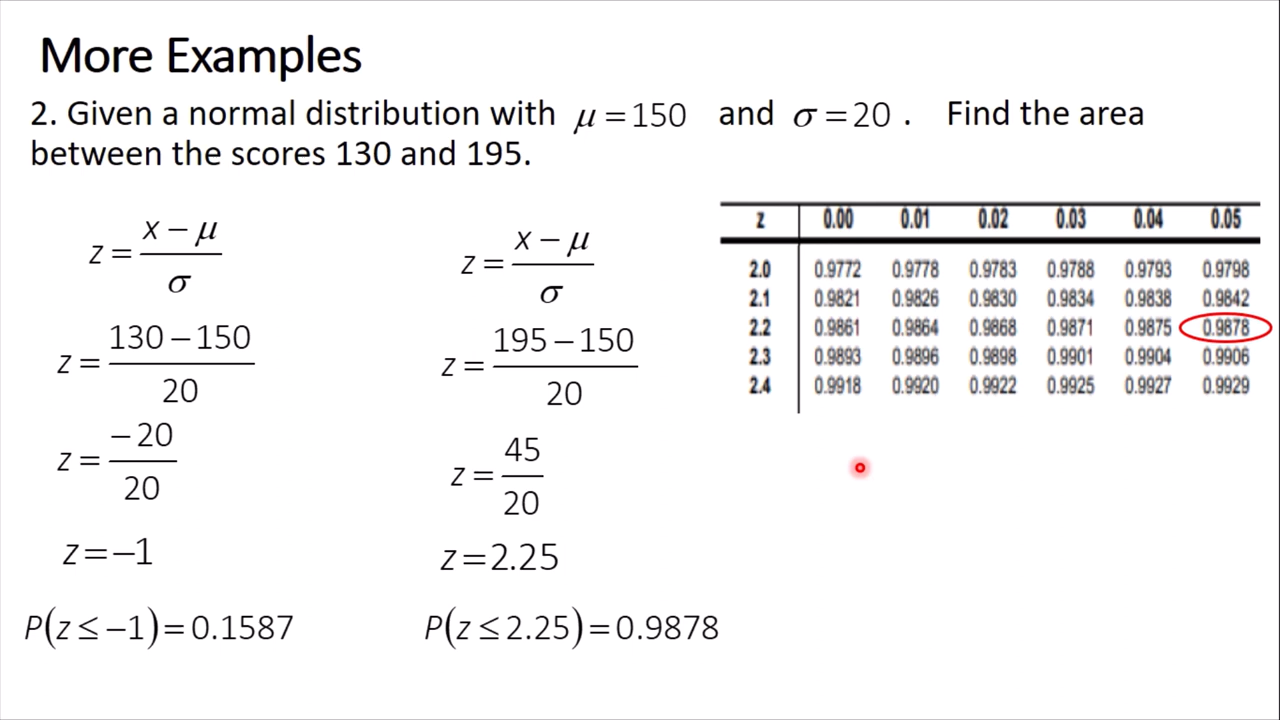 More Examples
2. Given a normal distribution with μ = 150 and σ = 20 . Find the area
between the scores 130 and 195.
z = (x − μ)/σ
z = (130 − 150)/20
z = −20/20
z = −1
P(z ≤ −1) = 0.1587
z = (x − μ)/σ
z = (195 − 150)/20
z = 45/20
z = 2.25
P(z ≤ 2.25) = 0.9878
z 0.00 0.01 0.02 0.03 0.04 0.05
2.0 0.9772 0.9778 0.9783 0.9788 0.9793 0.9798
2.1 0.9821 0.9826 0.9830 0.9834 0.9838 0.9842
2.2 0.9861 0.9864 0.9868 0.9871 0.9875 0.9878
2.3 0.9893 0.9896 0.9898 0.9901 0.9904 0.9906
2.4 0.9918 0.9920 0.9922 0.9925 0.9927 0.9929